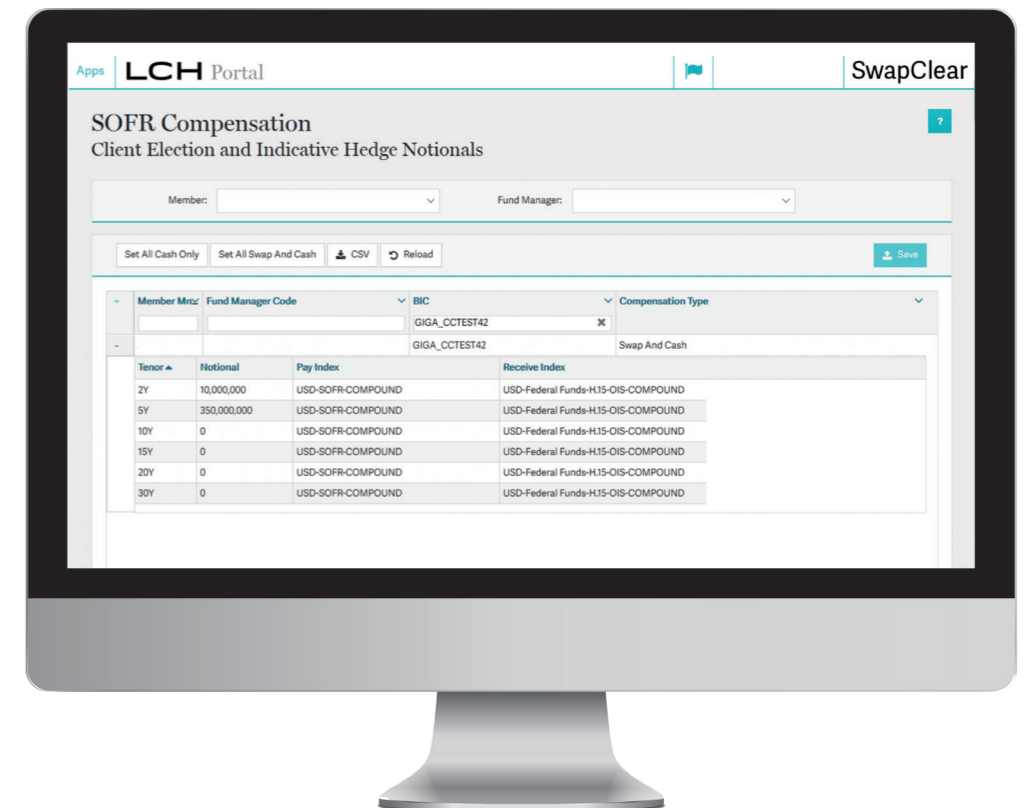 Apps LCH Portal SwapClear
SOFR Compensation ?
Client Election and Indicative Hedge Notionals
Member: Fund Manager:
Set All Cash Only Set All Swap And Cash CSV Reload Save
+ Member Mn Fund Manager Code BIC Compensation Type
GIGA_CCTEST42
- GIGA_CCTEST42 Swap And Cash
Tenor Notional Pay Index Receive Index
2Y 10,000,000 USD-SOFR-COMPOUND USD-Federal Funds-H.15-OIS-COMPOUND
5Y 350,000,000 USD-SOFR-COMPOUND USD-Federal Funds-H.15-OIS-COMPOUND
10Y 0 USD-SOFR-COMPOUND USD-Federal Funds-H.15-OIS-COMPOUND
15Y 0 USD-SOFR-COMPOUND USD-Federal Funds-H.15-OIS-COMPOUND
20Y 0 USD-SOFR-COMPOUND USD-Federal Funds-H.15-OIS-COMPOUND
30Y 0 USD-SOFR-COMPOUND USD-Federal Funds-H.15-OIS-COMPOUND